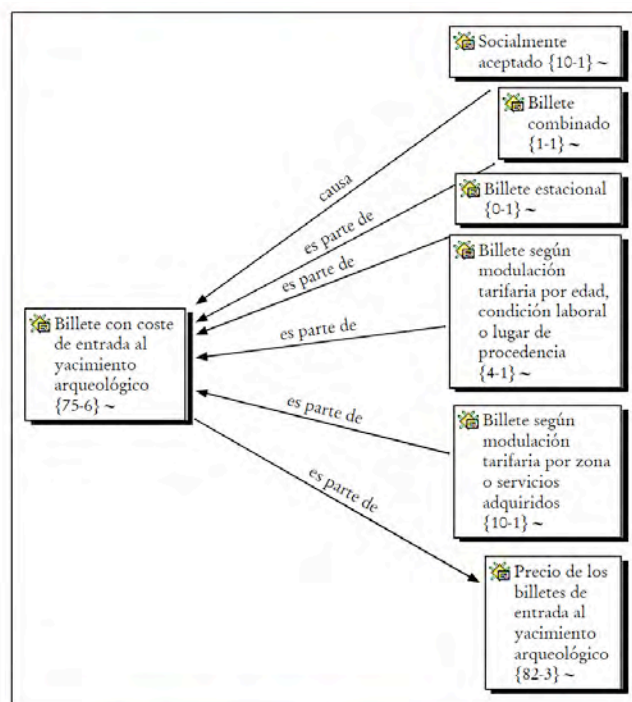 Socialmente
aceptado {10-1} ~
Billete
combinado
{1-1} ~
causa
es parte de
Billete estacional
{0-1} ~
es parte de
Billete según
modulación
tarifaria por edad,
condición laboral
o lugar de
procedencia
{4-1} ~
es parte de
Billete con coste
de entrada al
yacimiento
arqueológico
{75-6} ~
es parte de
Billete según
modulación
tarifaria por zona
o servicios
adquiridos
{10-1} ~
es parte de
Precio de los
billetes de
entrada al
yacimiento
arqueológico
{82-3} ~